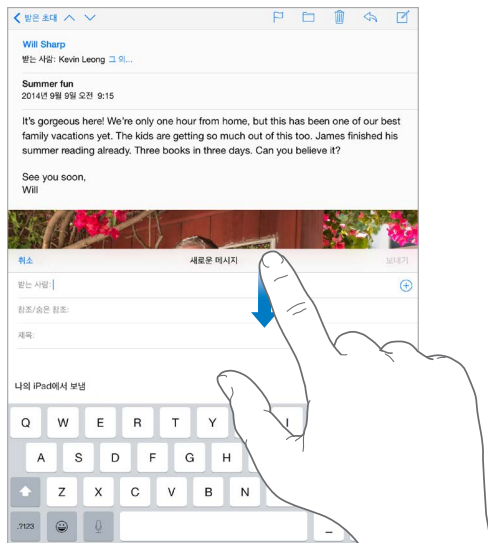 받은 초대
Will Sharp
받는 사람: Kevin Leong 그 외...
Summer fun
2014년 9월 9일 오전 9:15
It's gorgeous here! We're only one hour from home, but this has been one of our best
family vacations yet. The kids are getting so much out of this too. James finished his
summer reading already. Three books in three days. Can you believe it?
See you soon,
Will
취소 새로운 메시지 보내기
받는 사람:
참조/숨은 참조:
제목:
나의 iPad에서 보냄
Q W E R T Y I
A S D F G H
Z X C V B N
.?123